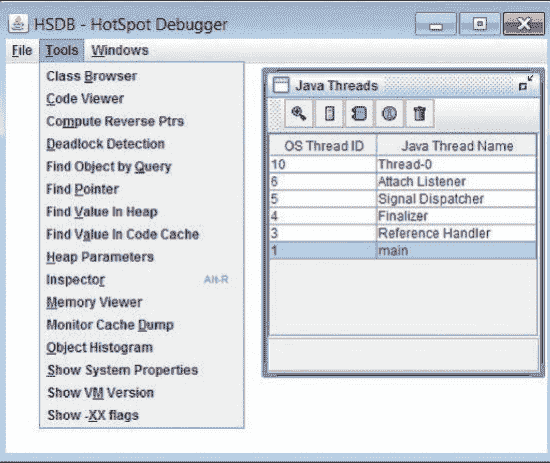 HSDB - HotSpot Debugger
File Tools Windows
Class Browser
Code Viewer
Compute Reverse Ptrs
Deadlock Detection
Find Object by Query
Find Pointer
Find Value In Heap
Find Value In Code Cache
Heap Parameters
Inspector Alt-R
Memory Viewer
Monitor Cache Dump
Object Histogram
Show System Properties
Show VM Version
Show -XX flags
Java Threads
OS Thread ID Java Thread Name
10 Thread-0
6 Attach Listener
5 Signal Dispatcher
4 Finalizer
3 Reference Handler
1 main